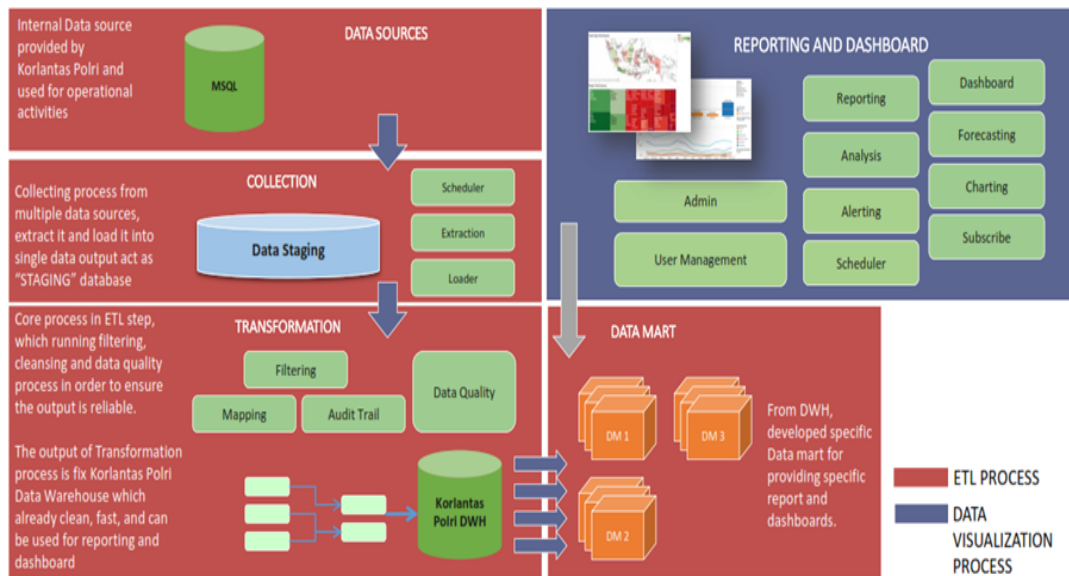 Internal Data source
provided by
Korlantas Polri and
used for operational
activities
MSQL
DATA SOURCES
Collecting process from
multiple data sources,
extract it and load it into
single data output act as
“STAGING” database
COLLECTION
Data Staging
Scheduler
Extraction
Loader
Core process in ETL step,
which running filtering,
cleansing and data quality
process in order to ensure
the output is reliable.
The output of Transformation
process is fix Korlantas Polri
Data Warehouse which
already clean, fast, and can
be used for reporting and
dashboard
TRANSFORMATION
Filtering
Mapping
Audit Trail
Data Quality
Korlantas
Polri DWH
REPORTING AND DASHBOARD
Admin
User Management
Reporting
Analysis
Alerting
Scheduler
Dashboard
Forecasting
Charting
Subscribe
DATA MART
DM 1
DM 3
DM 2
From DWH,
developed specific
Data mart for
providing specific
report and
dashboards.
ETL PROCESS
DATA
VISUALIZATION
PROCESS